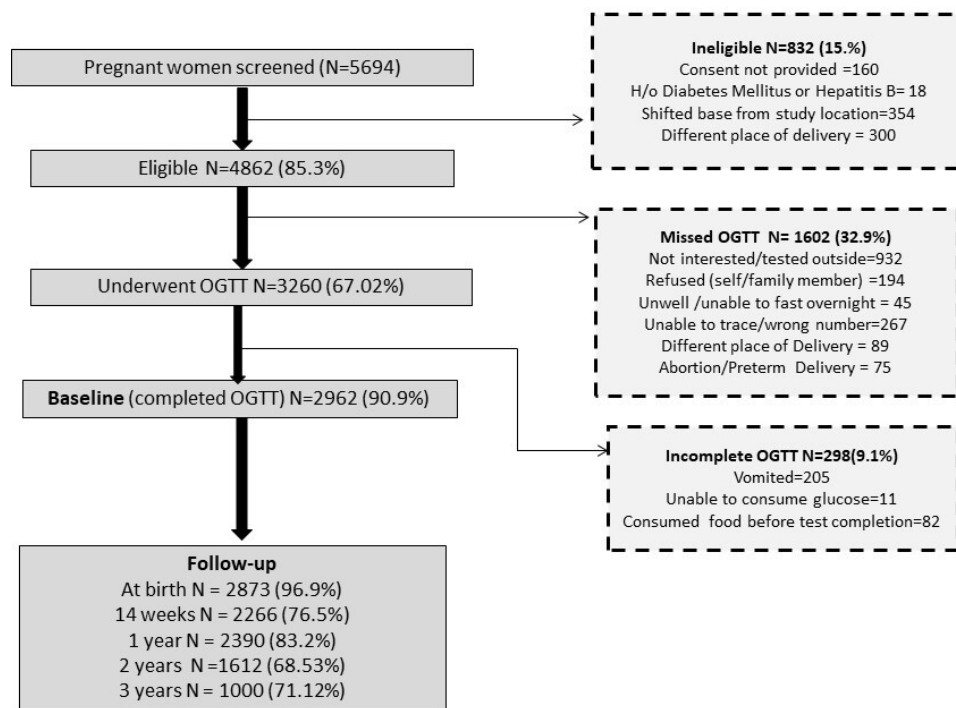 Pregnant women screened (N=5694)
Ineligible N=832 (15.%)
Consent not provided =160
H/o Diabetes Mellitus or Hepatitis B= 18
Shifted base from study location=354
Different place of delivery = 300
Eligible N=4862 (85.3%)
Missed OGTT N= 1602 (32.9%)
Not interested/tested outside=932
Refused (self/family member) =194
Unwell /unable to fast overnight = 45
Unable to trace/wrong number=267
Different place of Delivery = 89
Abortion/Preterm Delivery = 75
Underwent OGTT N=3260 (67.02%)
Baseline (completed OGTT) N=2962 (90.9%)
Incomplete OGTT N=298(9.1%)
Vomited=205
Unable to consume glucose=11
Consumed food before test completion=82
Follow-up
At birth N = 2873 (96.9%)
14 weeks N = 2266 (76.5%)
1 year N = 2390 (83.2%)
2 years N =1612 (68.53%)
3 years N = 1000 (71.12%)